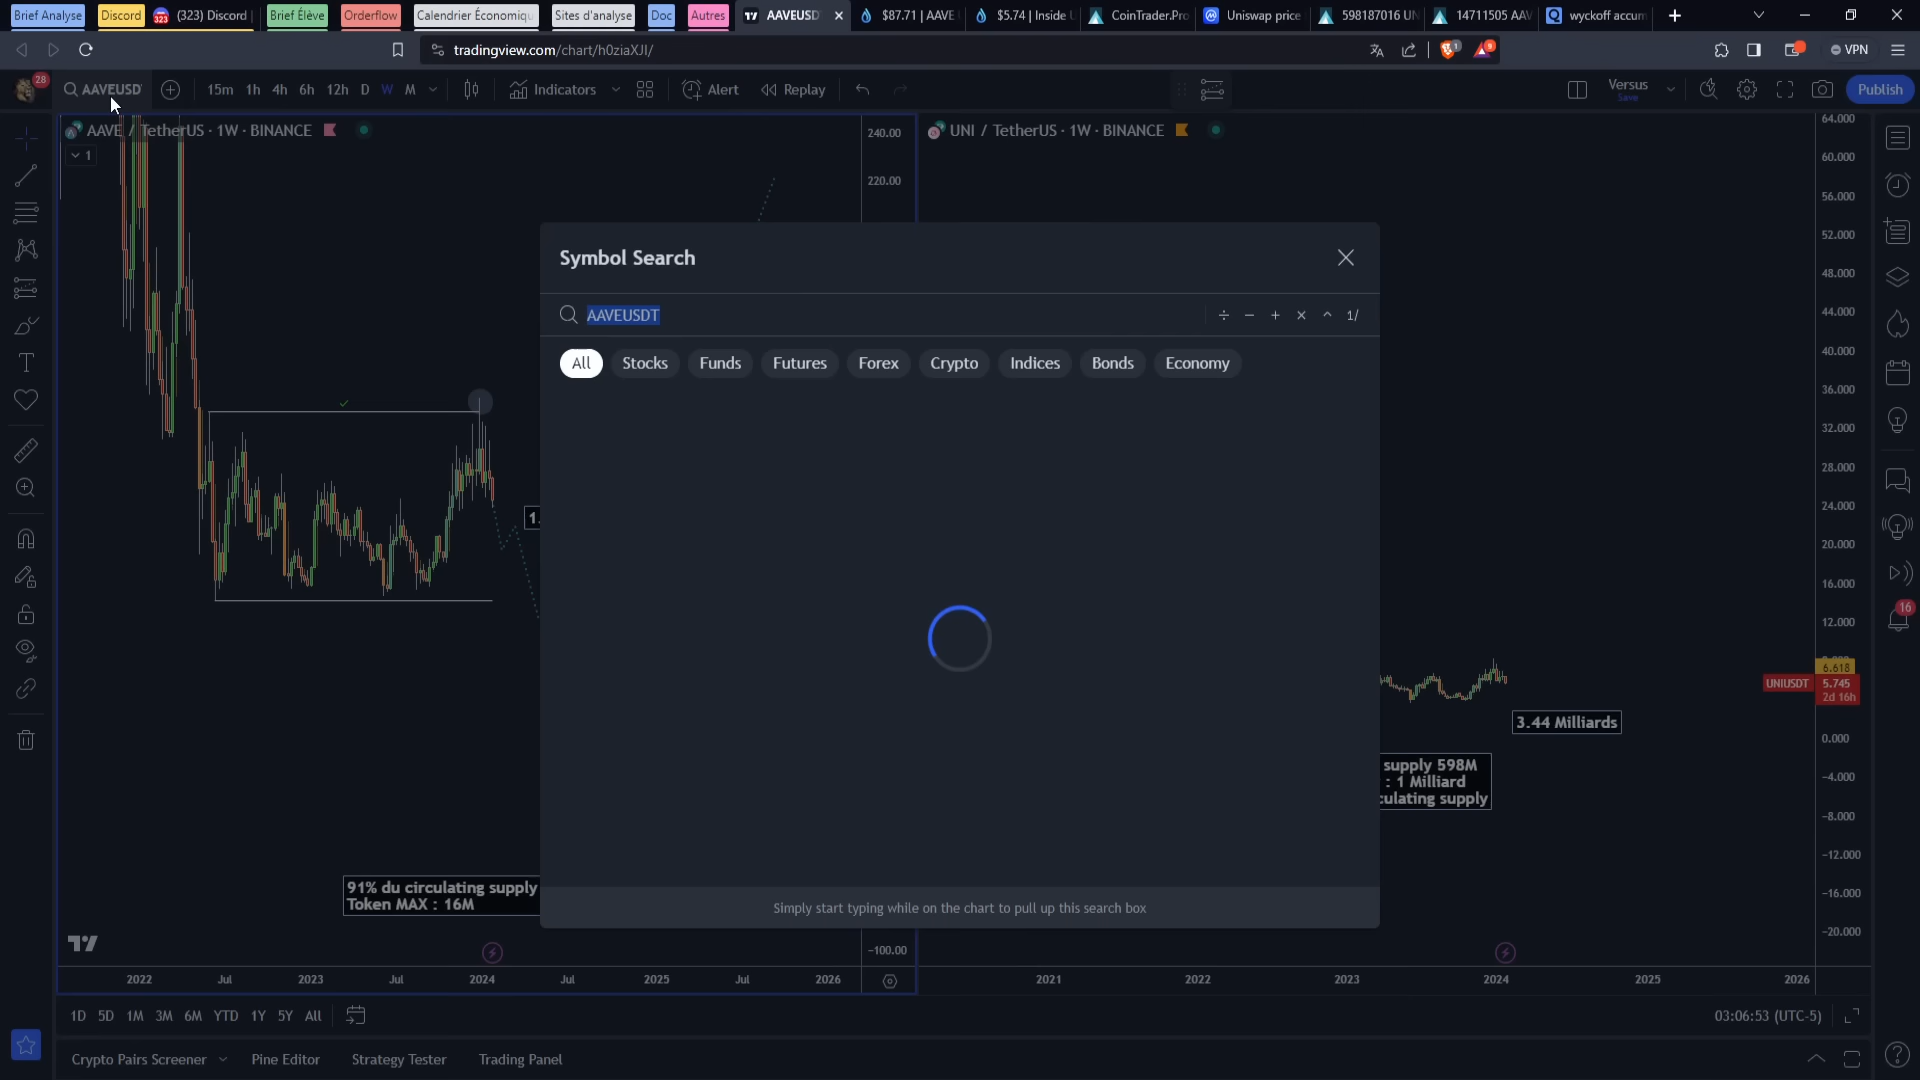 Brief Analyse
Discord
(323) Discord
Brief Élève
Orderflow
Calendrier Économiqu
Sites d'analyse
Doc
Autres
AAVEUSD
$87.71 | AAVE
$5.74 | Inside
CoinTrader.Pro
Uniswap price
598187016 UN
14711505 AAV
wyckoff accum
tradingview.com/chart/h0ziaXJI/
1
9
VPN
28
AAVEUSD
15m 1h 4h 6h 12h D W M
Indicators
Alert
Replay
Versus
Save
Publish
AAVE / TetherUS · 1W · BINANCE
1
240.00
220.00
UNI / TetherUS · 1W · BINANCE
64.000
60.000
56.000
52.000
48.000
44.000
40.000
36.000
32.000
28.000
24.000
20.000
16.000
12.000
6.618
UNIUSDT
5.745
2d 16h
0.000
−4.000
−8.000
−12.000
−16.000
−20.000
Symbol Search
AAVEUSDT
÷ − + × ^ 1/
All
Stocks
Funds
Futures
Forex
Crypto
Indices
Bonds
Economy
1.
16
3.44 Milliards
supply 598M
: 1 Milliard
culating supply
91% du circulating supply
Token MAX : 16M
Simply start typing while on the chart to pull up this search box
−100.00
2022 Jul 2023 Jul 2024 Jul 2025 Jul 2026
2021 2022 2023 2024 2025 2026
1D 5D 1M 3M 6M YTD 1Y 5Y All
03:06:53 (UTC-5)
Crypto Pairs Screener
Pine Editor
Strategy Tester
Trading Panel